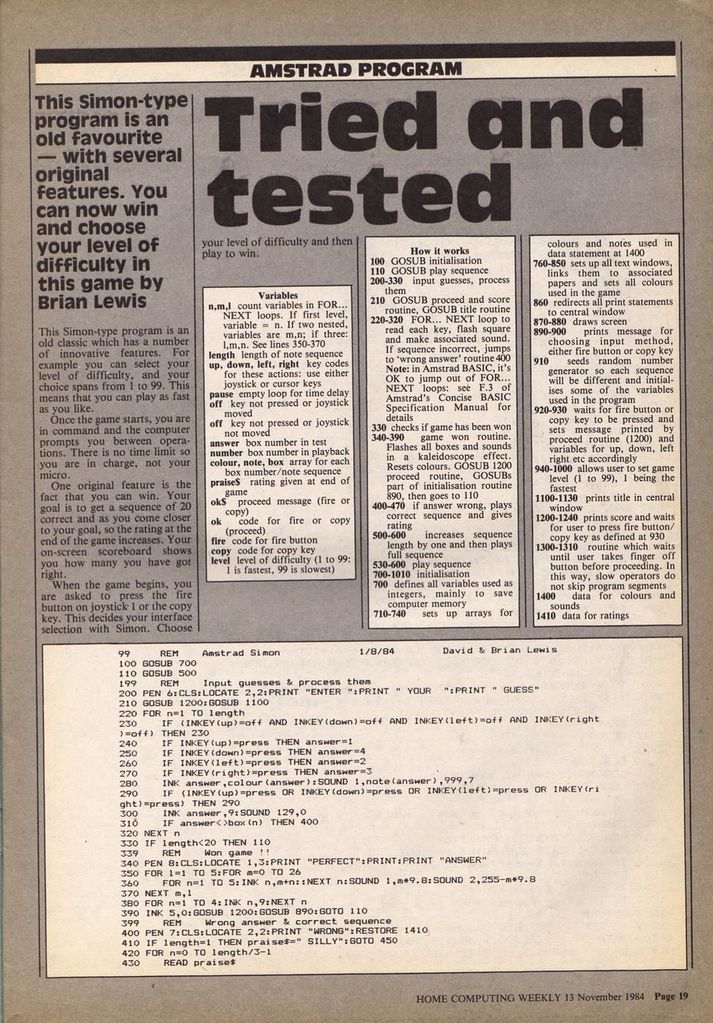 AMSTRAD PROGRAM
This Simon-type
program is an
old favourite
— with several
original
features. You
can now win
and choose
your level of
difficulty in
this game by
Brian Lewis
Tried and
tested
This Simon-type program is an
old classic which has a number
of innovative features. For
example you can select your
level of difficulty, and your
choice spans from 1 to 99. This
means that you can play as fast
as you like.
Once the game starts, you are
in command and the computer
prompts you between opera-
tions. There is no time limit so
you are in charge, not your
micro.
One original feature is the
fact that you can win. Your
goal is to get a sequence of 20
correct and as you come closer
to your goal, so the rating at the
end of the game increases. Your
on-screen scoreboard shows
you how many you have got
right.
When the game begins, you
are asked to press the fire
button on joystick 1 or the copy
key. This decides your interface
selection with Simon. Choose
your level of difficulty and then
play to win.
Variables
n,m,l count variables in FOR...
NEXT loops. If first level,
variable = n. If two nested,
variables are m,n; if three:
l,m,n. See lines 350-370
length length of note sequence
up, down, left, right key codes
for these actions: use either
joystick or cursor keys
pause empty loop for time delay
off key not pressed or joystick
moved
off key not pressed or joystick
not moved
answer box number in test
number box number in playback
colour, note, box array for each
box number/note sequence
praise$ rating given at end of
game
ok$ proceed message (fire or
copy)
ok code for fire or copy
(proceed)
fire code for fire button
copy code for copy key
level level of difficulty (1 to 99:
1 is fastest, 99 is slowest)
How it works
100 GOSUB initialisation
110 GOSUB play sequence
200-330 input guesses, process
them
210 GOSUB proceed and score
routine, GOSUB title routine
220-320 FOR... NEXT loop to
read each key, flash square
and make associated sound.
If sequence incorrect, jumps
to 'wrong answer' routine 400
Note: in Amstrad BASIC, it's
OK to jump out of FOR...
NEXT loops: see F.3 of
Amstrad's Concise BASIC
Specification Manual for
details
330 checks if game has been won
340-390 game won routine.
Flashes all boxes and sounds
in a kaleidoscope effect.
Resets colours. GOSUB 1200
proceed routine, GOSUBs
part of initialisation routine
890, then goes to 110
400-470 if answer wrong, plays
correct sequence and gives
rating
500-600 increases sequence
length by one and then plays
full sequence
530-600 play sequence
700-1010 initialisation
700 defines all variables used as
integers, mainly to save
computer memory
710-740 sets up arrays for
colours and notes used in
data statement at 1400
760-850 sets up all text windows,
links them to associated
papers and sets all colours
used in the game
860 redirects all print statements
to central window
870-880 draws screen
890-900 prints message for
choosing input method,
either fire button or copy key
910 seeds random number
generator so each sequence
will be different and initial-
ises some of the variables
used in the program
920-930 waits for fire button or
copy key to be pressed and
sets message printed by
proceed routine (1200) and
variables for up, down, left
right etc accordingly
940-1000 allows user to set game
level (1 to 99), 1 being the
fastest
1100-1130 prints title in central
window
1200-1240 prints score and waits
for user to press fire button/
copy key as defined at 930
1300-1310 routine which waits
until user takes finger off
button before proceeding. In
this way, slow operators do
not skip program segments
1400 data for colours and
sounds
1410 data for ratings
99 REM Amstrad Simon 1/8/84 David & Brian Lewis
100 GOSUB 700
110 GOSUB 500
199 REM Input guesses & process them
200 PEN 6:CLS:LOCATE 2,2:PRINT "ENTER ":PRINT " YOUR ":PRINT " GUESS"
210 GOSUB 1200:GOSUB 1100
220 FOR n=1 TO length
230 IF (INKEY(up)=off AND INKEY(down)=off AND INKEY(left)=off AND INKEY(right
)=off) THEN 230
240 IF INKEY(up)=press THEN answer=1
250 IF INKEY(down)=press THEN answer=4
260 IF INKEY(left)=press THEN answer=2
270 IF INKEY(right)=press THEN answer=3
280 INK answer,colour(answer):SOUND 1,note(answer),999,7
290 IF (INKEY(up)=press OR INKEY(down)=press OR INKEY(left)=press OR INKEY(ri
ght)=press) THEN 290
300 INK answer,9:SOUND 129,0
310 IF answer<>box(n) THEN 400
320 NEXT n
330 IF length<20 THEN 110
339 REM Won game !!
340 PEN 8:CLS:LOCATE 1,3:PRINT "PERFECT":PRINT:PRINT "ANSWER"
350 FOR l=1 TO 5:FOR m=0 TO 26
360 FOR n=1 TO 5:INK n,m+n::NEXT n:SOUND 1,m*9.8:SOUND 2,255-m*9.8
370 NEXT m,l
380 FOR n=1 TO 4:INK n,9:NEXT n
390 INK 5,0:GOSUB 1200:GOSUB 890:GOTO 110
399 REM Wrong answer & correct sequence
400 PEN 7:CLS:LOCATE 2,2:PRINT "WRONG":RESTORE 1410
410 IF length=1 THEN praise$=" SILLY":GOTO 450
420 FOR n=0 TO length/3-1
430 READ praise$
HOME COMPUTING WEEKLY 13 November 1984 Page 19